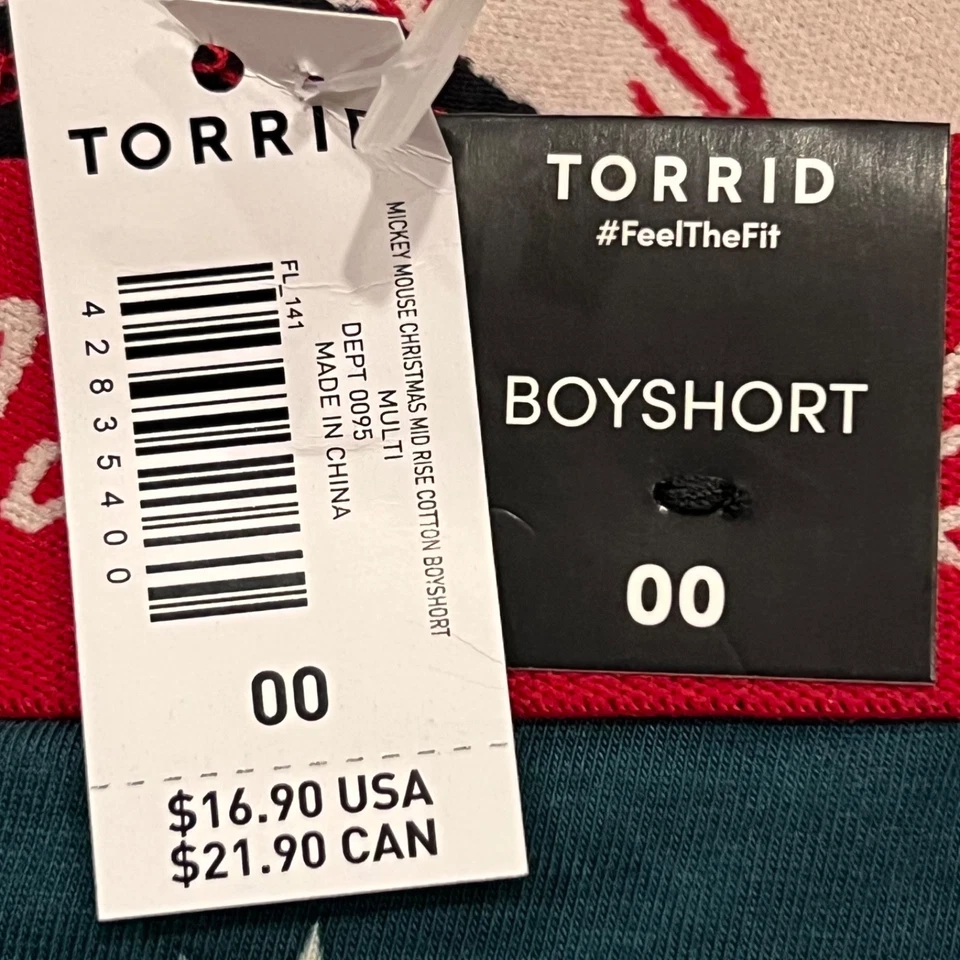 TORRID
FL_141
42835400
MICKEY MOUSE CHRISTMAS MID RISE COTTON BOYSHORT
MULTI
DEPT 0095
MADE IN CHINA
00
$16.90 USA
$21.90 CAN
TORRID
#FeelTheFit
BOYSHORT
00